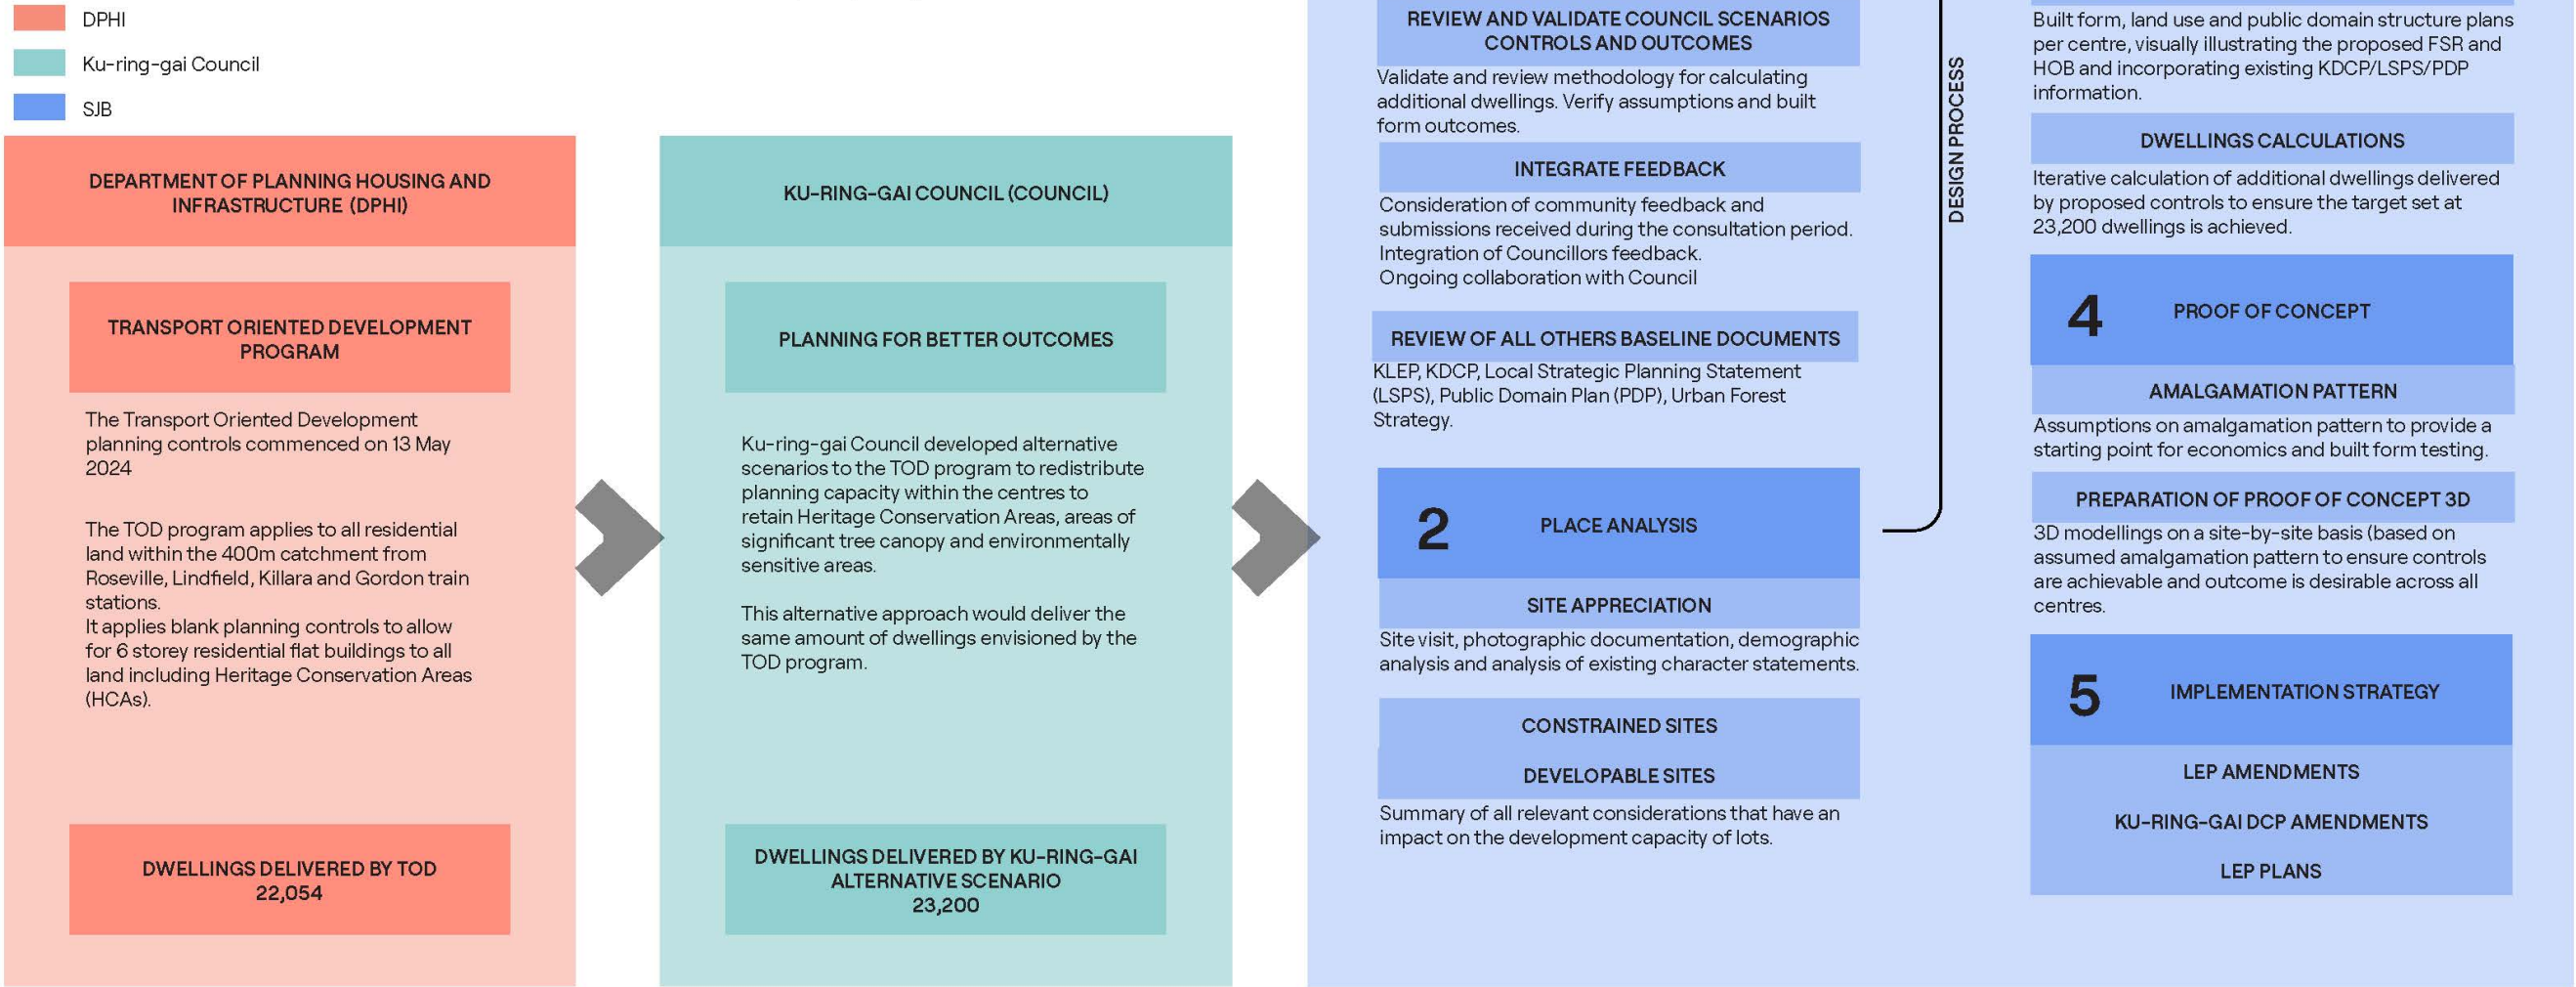 DPHI
Ku-ring-gai Council
SJB
DEPARTMENT OF PLANNING HOUSING AND
INFRASTRUCTURE (DPHI)
TRANSPORT ORIENTED DEVELOPMENT
PROGRAM
The Transport Oriented Development
planning controls commenced on 13 May
2024
The TOD program applies to all residential
land within the 400m catchment from
Roseville, Lindfield, Killara and Gordon train
stations.
It applies blank planning controls to allow
for 6 storey residential flat buildings to all
land including Heritage Conservation Areas
(HCAs).
DWELLINGS DELIVERED BY TOD
22,054
KU-RING-GAI COUNCIL (COUNCIL)
PLANNING FOR BETTER OUTCOMES
Ku-ring-gai Council developed alternative
scenarios to the TOD program to redistribute
planning capacity within the centres to
retain Heritage Conservation Areas, areas of
significant tree canopy and environmentally
sensitive areas.
This alternative approach would deliver the
same amount of dwellings envisioned by the
TOD program.
DWELLINGS DELIVERED BY KU-RING-GAI
ALTERNATIVE SCENARIO
23,200
REVIEW AND VALIDATE COUNCIL SCENARIOS
CONTROLS AND OUTCOMES
Validate and review methodology for calculating
additional dwellings. Verify assumptions and built
form outcomes.
INTEGRATE FEEDBACK
Consideration of community feedback and
submissions received during the consultation period.
Integration of Councillors feedback.
Ongoing collaboration with Council
REVIEW OF ALL OTHERS BASELINE DOCUMENTS
KLEP, KDCP, Local Strategic Planning Statement
(LSPS), Public Domain Plan (PDP), Urban Forest
Strategy.
2 PLACE ANALYSIS
SITE APPRECIATION
Site visit, photographic documentation, demographic
analysis and analysis of existing character statements.
CONSTRAINED SITES
DEVELOPABLE SITES
Summary of all relevant considerations that have an
impact on the development capacity of lots.
DESIGN PROCESS
Built form, land use and public domain structure plans
per centre, visually illustrating the proposed FSR and
HOB and incorporating existing KDCP/LSPS/PDP
information.
DWELLINGS CALCULATIONS
Iterative calculation of additional dwellings delivered
by proposed controls to ensure the target set at
23,200 dwellings is achieved.
4 PROOF OF CONCEPT
AMALGAMATION PATTERN
Assumptions on amalgamation pattern to provide a
starting point for economics and built form testing.
PREPARATION OF PROOF OF CONCEPT 3D
3D modellings on a site-by-site basis (based on
assumed amalgamation pattern to ensure controls
are achievable and outcome is desirable across all
centres.
5 IMPLEMENTATION STRATEGY
LEP AMENDMENTS
KU-RING-GAI DCP AMENDMENTS
LEP PLANS